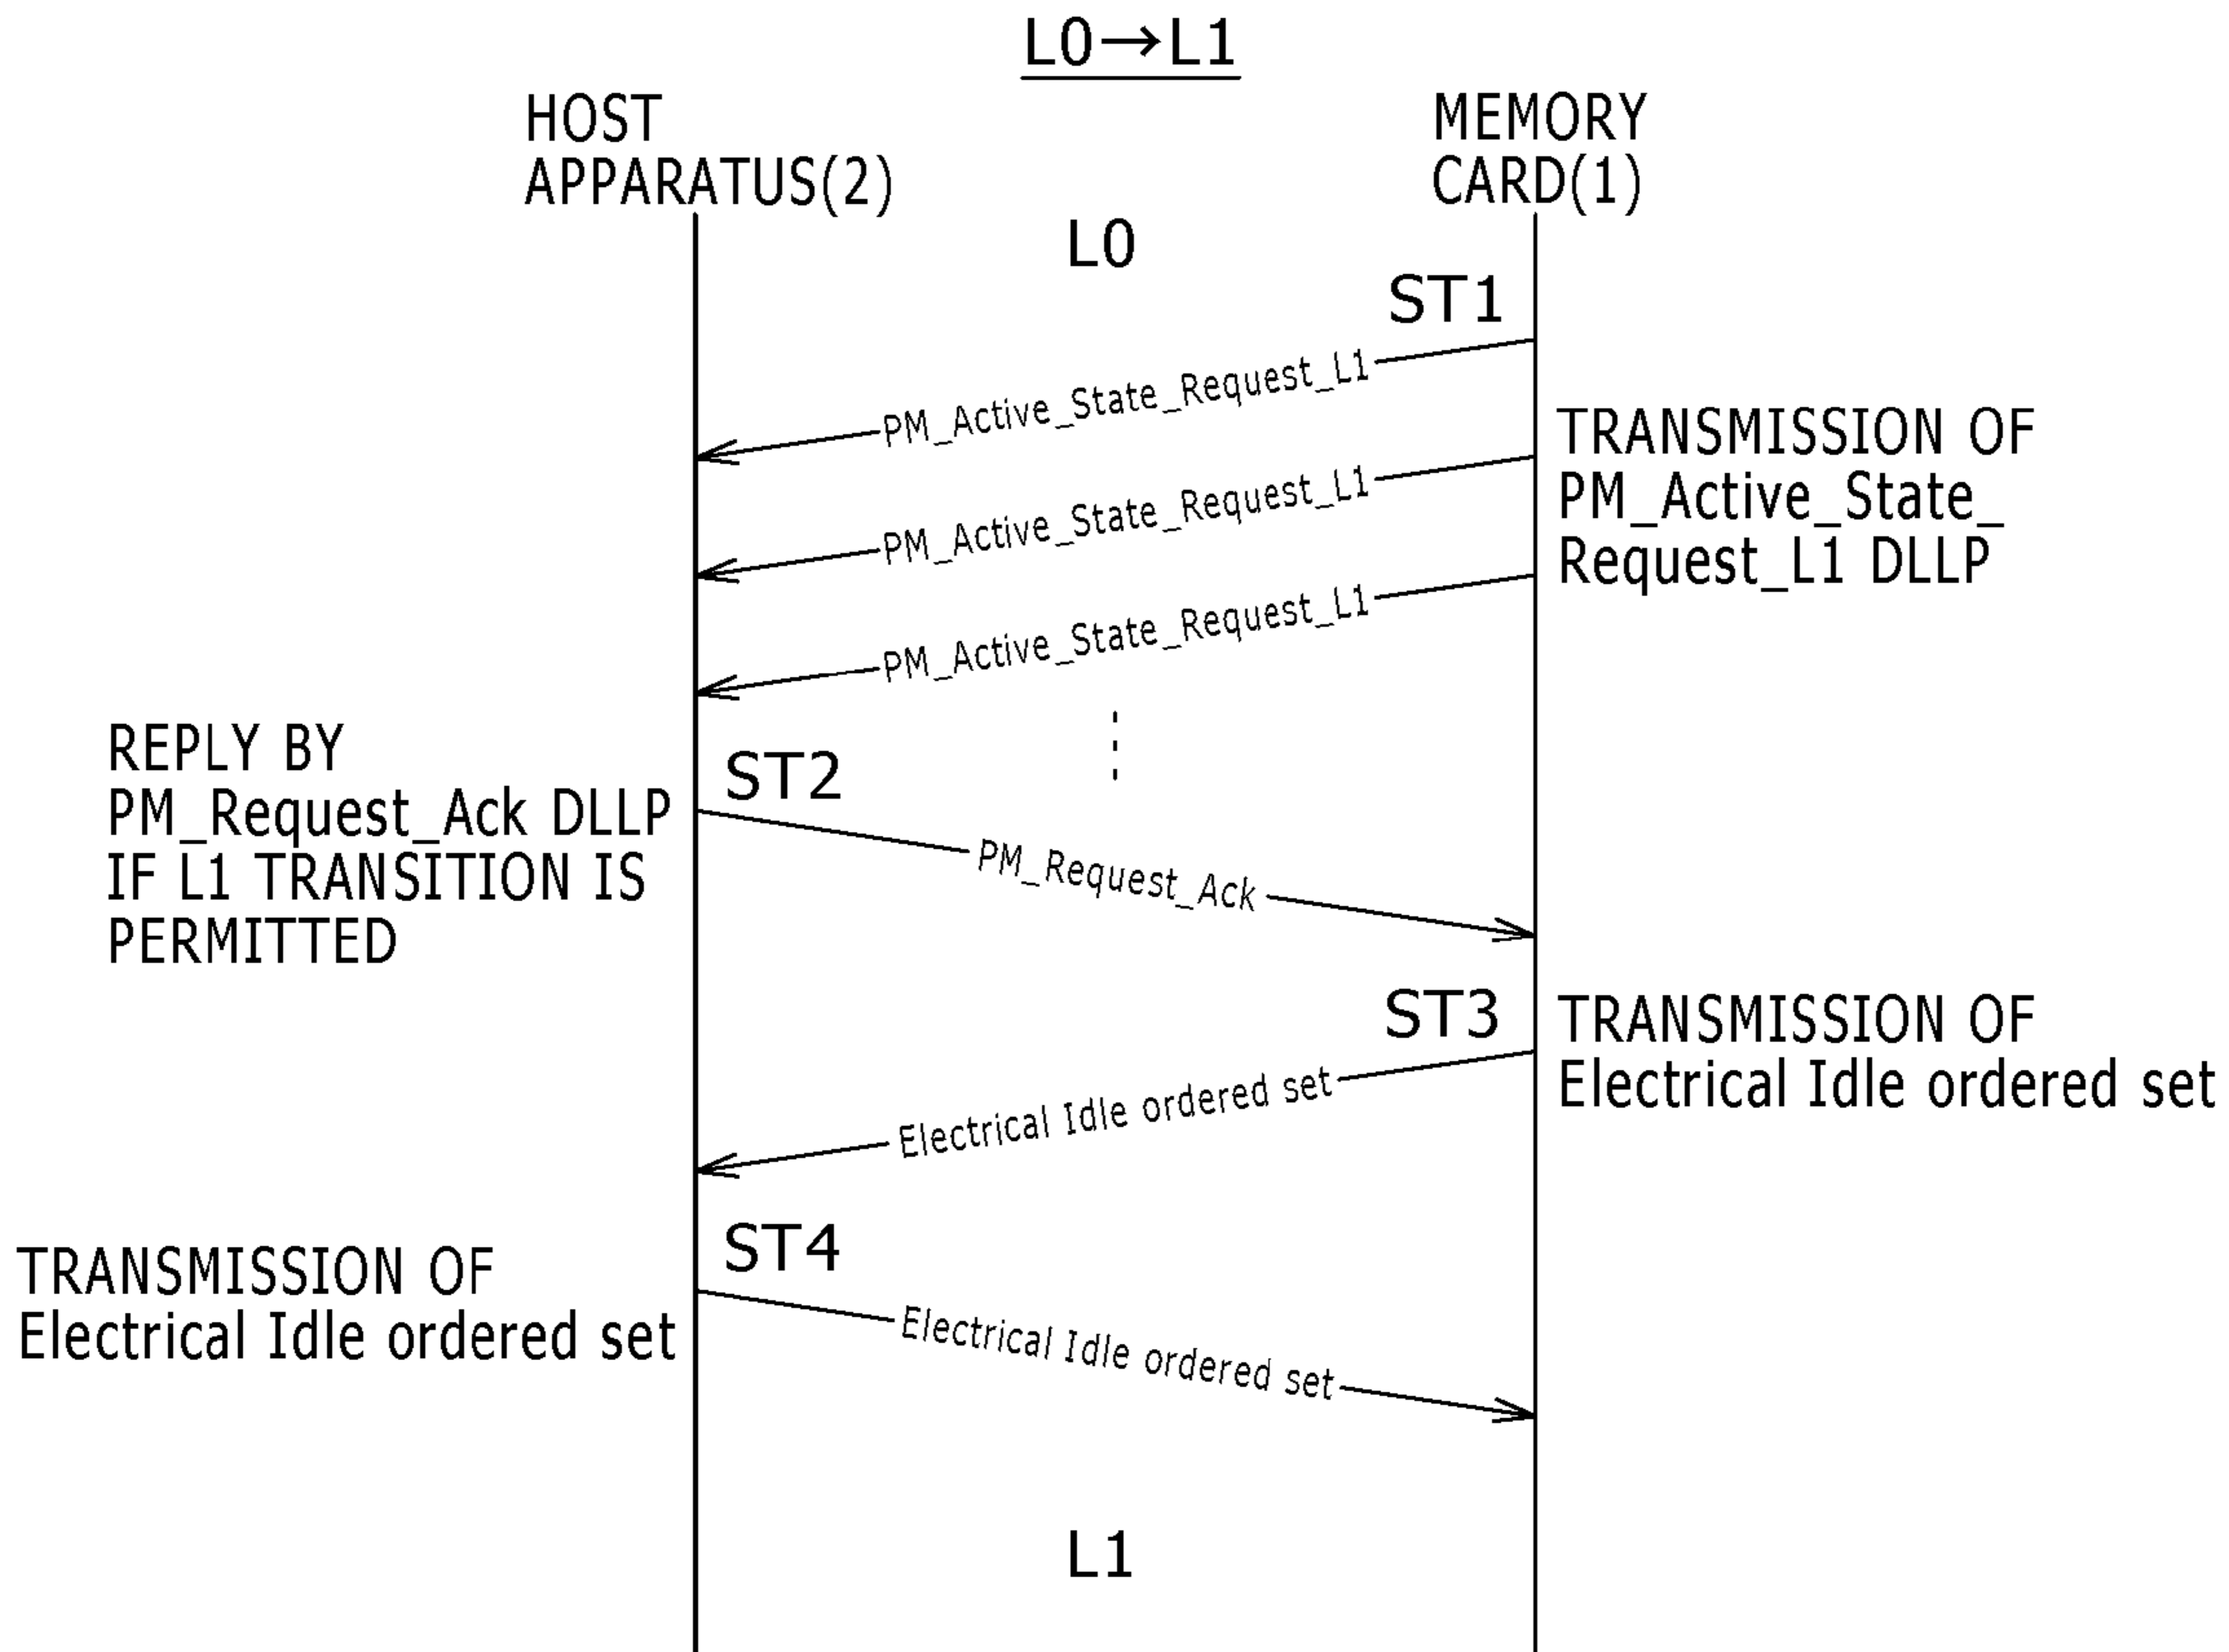 L0→L1
HOST
APPARATUS(2)
MEMORY
CARD(1)
L0
ST1
PM_Active_State_Request_L1
TRANSMISSION OF
PM_Active_State_
Request_L1 DLLP
PM_Active_State_Request_L1
PM_Active_State_Request_L1
REPLY BY
PM_Request_Ack DLLP
IF L1 TRANSITION IS
PERMITTED
ST2
PM_Request_Ack
ST3
TRANSMISSION OF
Electrical Idle ordered set
Electrical Idle ordered set
ST4
TRANSMISSION OF
Electrical Idle ordered set
Electrical Idle ordered set
L1